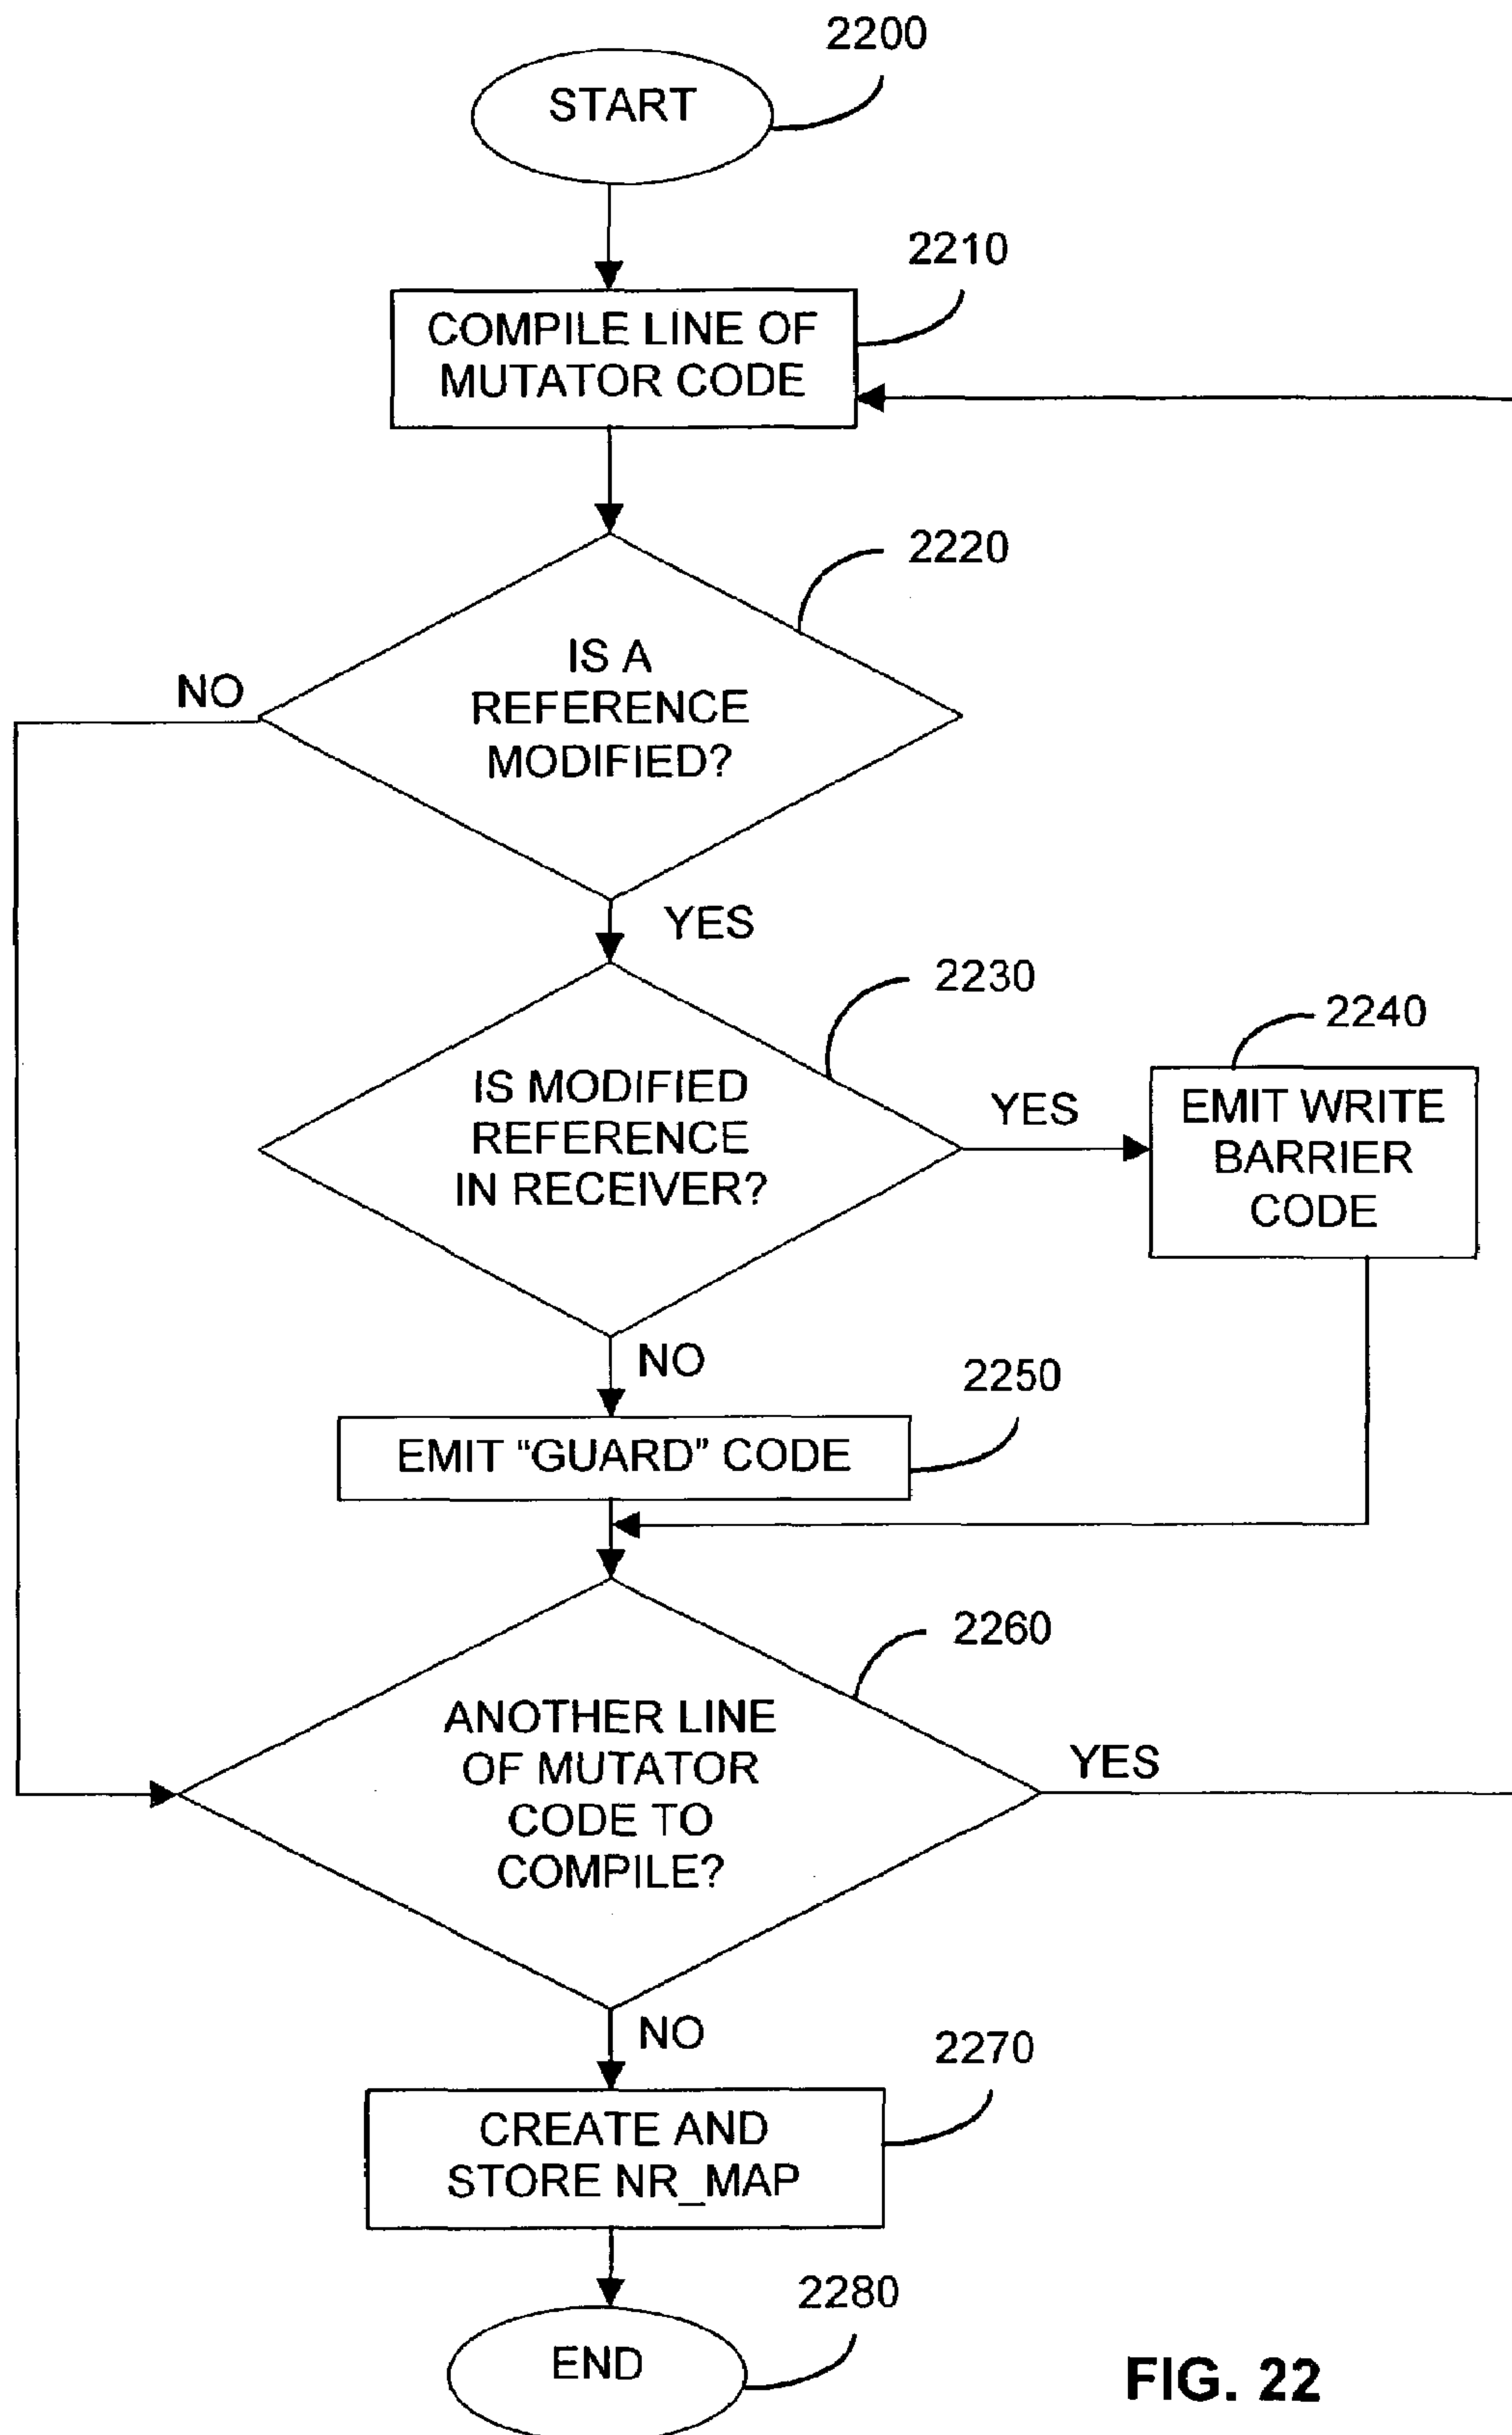 2200
START
2210
COMPILE LINE OF
MUTATOR CODE
2220
IS A
REFERENCE
MODIFIED?
NO
YES
2230
2240
IS MODIFIED
REFERENCE
IN RECEIVER?
YES
EMIT WRITE
BARRIER
CODE
NO
2250
EMIT “GUARD” CODE
2260
ANOTHER LINE
OF MUTATOR
CODE TO
COMPILE?
YES
NO
2270
CREATE AND
STORE NR_MAP
2280
END
FIG. 22